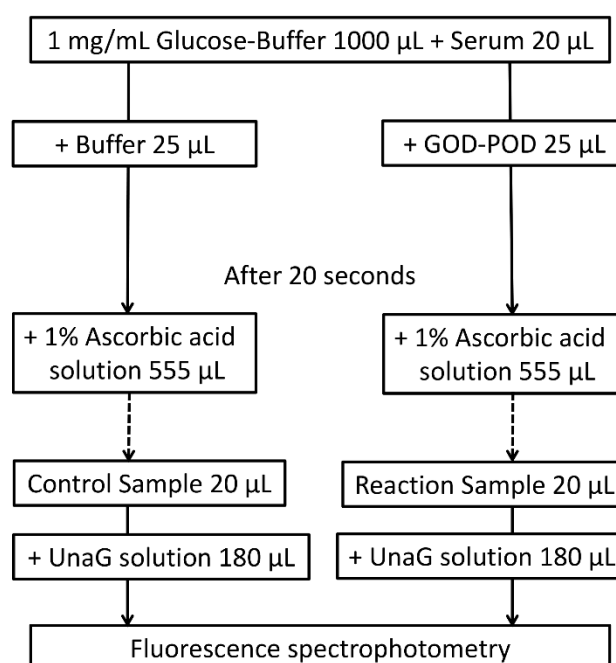 1 mg/mL Glucose-Buffer 1000 μL + Serum 20 μL
+ Buffer 25 μL
+ GOD-POD 25 μL
After 20 seconds
+ 1% Ascorbic acid
solution 555 μL
+ 1% Ascorbic acid
solution 555 μL
Control Sample 20 μL
Reaction Sample 20 μL
+ UnaG solution 180 μL
+ UnaG solution 180 μL
Fluorescence spectrophotometry